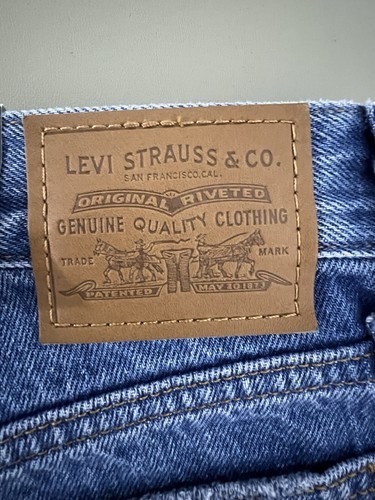 LEVI STRAUSS & CO.
SAN FRANCISCO, CAL.
ORIGINAL RIVETED
GENUINE QUALITY CLOTHING
TRADE MARK
PATENTED MAY 20 1873